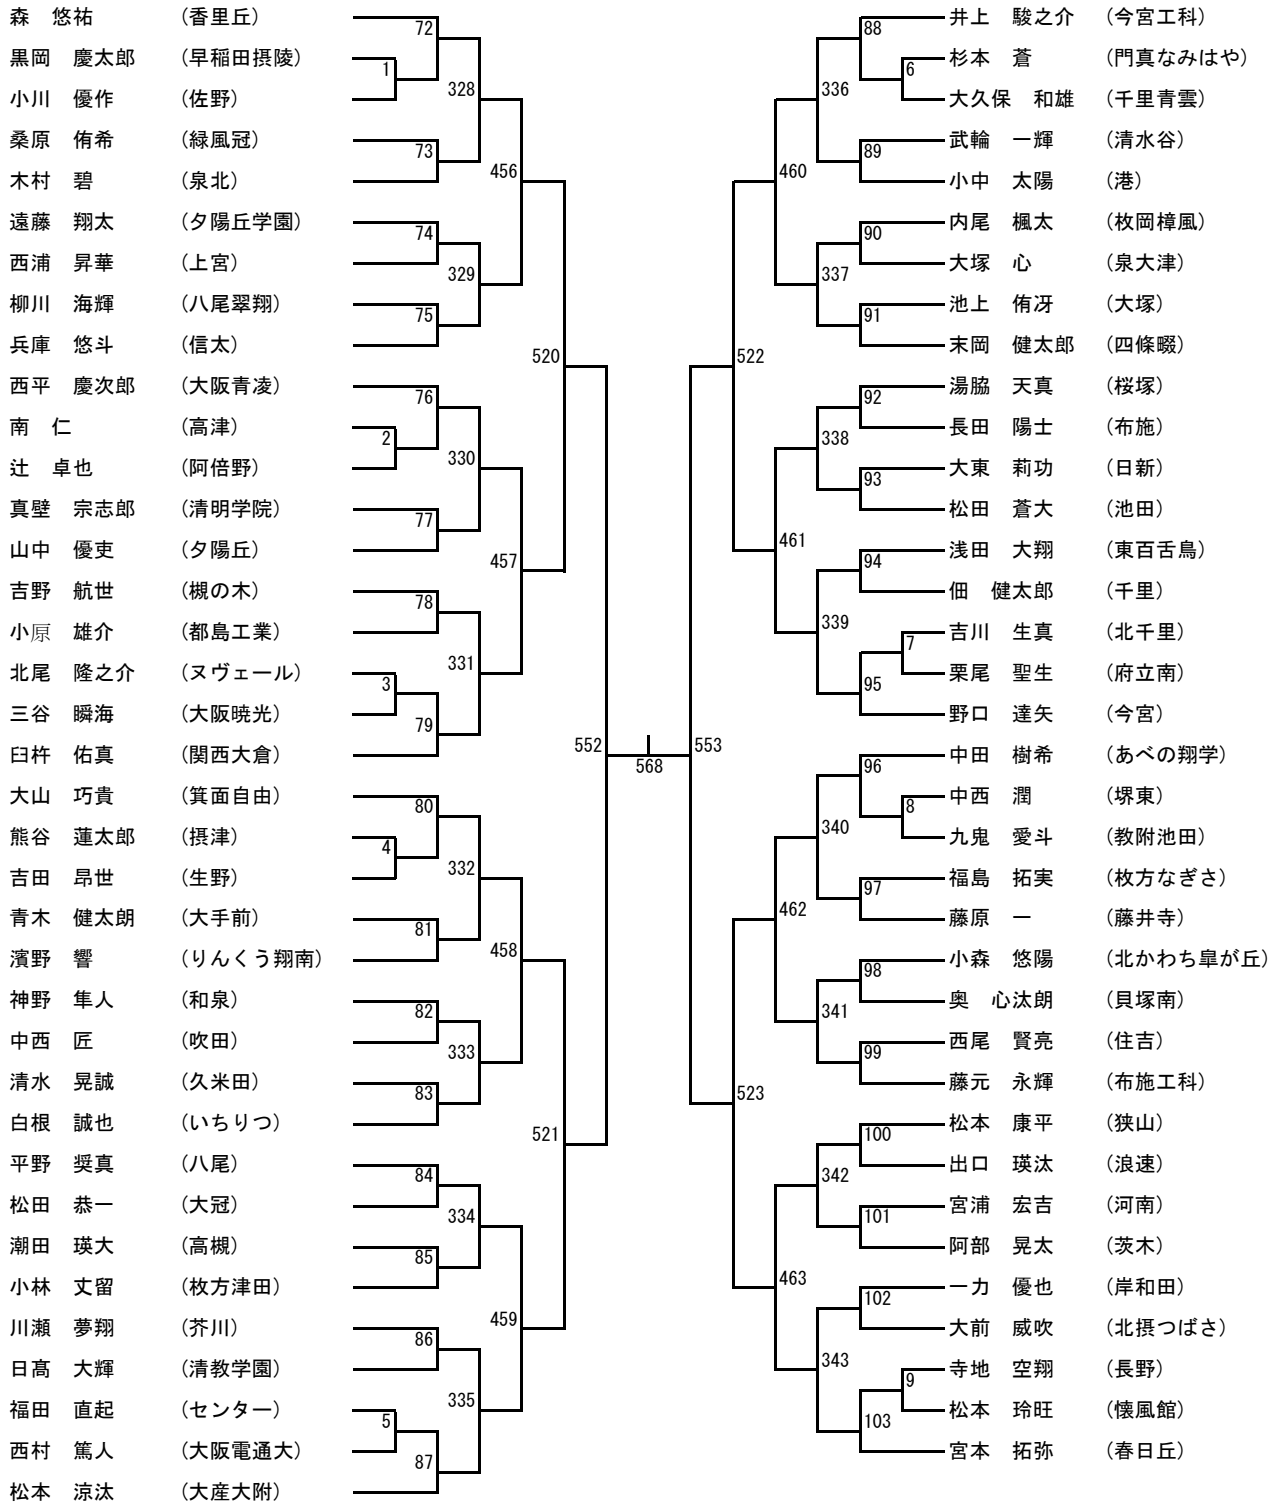 森　悠祐　（香里丘）
黒岡　慶太郎　（早稲田摂陵）
小川　優作　（佐野）
桑原　侑希　（緑風冠）
木村　碧　（泉北）
遠藤　翔太　（夕陽丘学園）
西浦　昇華　（上宮）
柳川　海輝　（八尾翠翔）
兵庫　悠斗　（信太）
西平　慶次郎　（大阪青凌）
南　仁　（高津）
辻　卓也　（阿倍野）
真壁　宗志郎　（清明学院）
山中　優吏　（夕陽丘）
吉野　航世　（槻の木）
小原　雄介　（都島工業）
北尾　隆之介　（ヌヴェール）
三谷　瞬海　（大阪暁光）
臼杵　佑真　（関西大倉）
大山　巧貴　（箕面自由）
熊谷　蓮太郎　（摂津）
吉田　昂世　（生野）
青木　健太朗　（大手前）
濱野　響　（りんくう翔南）
神野　隼人　（和泉）
中西　匠　（吹田）
清水　晃誠　（久米田）
白根　誠也　（いちりつ）
平野　奨真　（八尾）
松田　恭一　（大冠）
潮田　瑛大　（高槻）
小林　丈留　（枚方津田）
川瀬　夢翔　（芥川）
日髙　大輝　（清教学園）
福田　直起　（センター）
西村　篤人　（大阪電通大）
松本　涼汰　（大産大附）
72
1
328
73
456
74
329
75
520
76
2
330
77
457
78
331
3
79
552
80
4
332
81
458
82
333
83
521
84
334
85
459
86
335
5
87
568
553
88
6
336
89
460
90
337
91
522
92
338
93
461
94
339
7
95
96
8
340
97
462
98
341
99
523
100
342
101
463
102
343
9
103
井上　駿之介　（今宮工科）
杉本　蒼　（門真なみはや）
大久保　和雄　（千里青雲）
武輪　一輝　（清水谷）
小中　太陽　（港）
内尾　楓太　（枚岡樟風）
大塚　心　（泉大津）
池上　侑冴　（大塚）
末岡　健太郎　（四條畷）
湯脇　天真　（桜塚）
長田　陽士　（布施）
大東　莉功　（日新）
松田　蒼大　（池田）
浅田　大翔　（東百舌鳥）
佃　健太郎　（千里）
吉川　生真　（北千里）
栗尾　聖生　（府立南）
野口　達矢　（今宮）
中田　樹希　（あべの翔学）
中西　潤　（堺東）
九鬼　愛斗　（教附池田）
福島　拓実　（枚方なぎさ）
藤原　一　（藤井寺）
小森　悠陽　（北かわち皐が丘）
奥　心汰朗　（貝塚南）
西尾　賢亮　（住吉）
藤元　永輝　（布施工科）
松本　康平　（狭山）
出口　瑛汰　（浪速）
宮浦　宏吉　（河南）
阿部　晃太　（茨木）
一力　優也　（岸和田）
大前　威吹　（北摂つばさ）
寺地　空翔　（長野）
松本　玲旺　（懐風館）
宮本　拓弥　（春日丘）